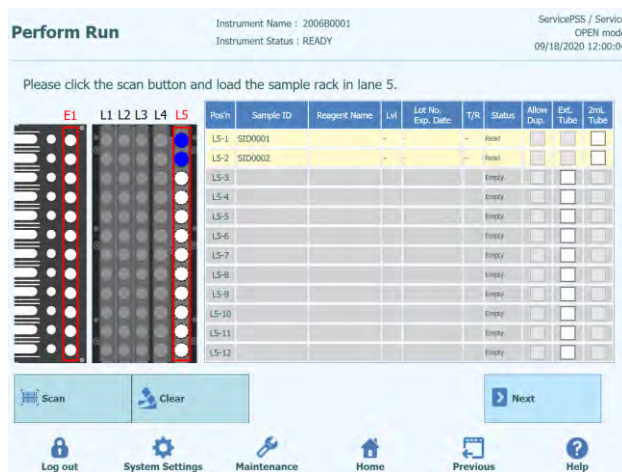 Perform Run
Instrument Name : 2006B0001
Instrument Status : READY
ServicePSS / Service
OPEN mode
09/18/2020 12:00:0
Please click the scan button and load the sample rack in lane 5.
E1 L1 L2 L3 L4 L5
Pos'n Sample ID Reagent Name Lvl Lot No. Exp. Date T/R Status Allow Dup. Ext. Tube 2mL Tube
L5-1 SID0001 - - - Read
L5-2 SID0002 - - - Read
L5-3 Empty
L5-4 Empty
L5-5 Empty
L5-6 Empty
L5-7 Empty
L5-8 Empty
L5-9 Empty
L5-10 Empty
L5-11 Empty
L5-12 Empty
Scan Clear Next
Log out System Settings Maintenance Home Previous Help